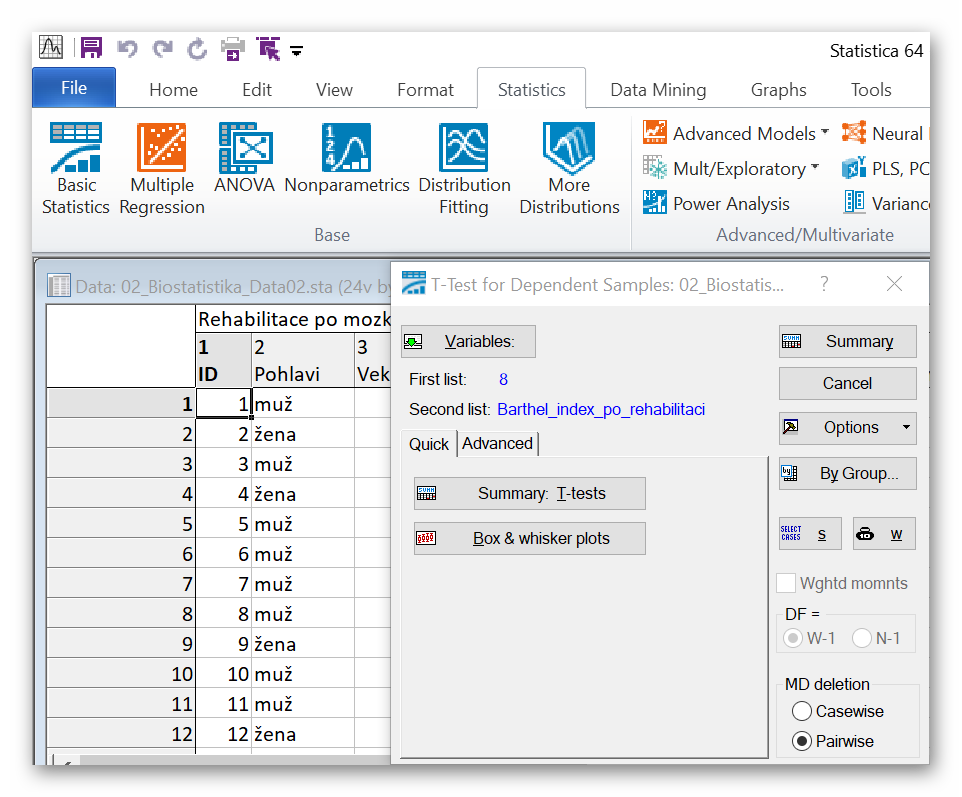 Statistica 64
File Home Edit View Format Statistics Data Mining Graphs Tools
Basic Statistics
Multiple Regression
ANOVA
Nonparametrics
Distribution Fitting
More Distributions
Base
Advanced Models
Mult/Exploratory
Power Analysis
Neural
PLS, PC
Variance
Advanced/Multivariate
Data: 02_Biostatistika_Data02.sta (24v by
Rehabilitace po mozk
1 ID
2 Pohlavi
3 Vek
1 1 muž
2 2 žena
3 3 muž
4 4 žena
5 5 muž
6 6 muž
7 7 muž
8 8 muž
9 9 žena
10 10 muž
11 11 muž
12 12 žena
T-Test for Dependent Samples: 02_Biostatis... ?
Variables:
First list: 8
Second list: Barthel_index_po_rehabilitaci
Quick Advanced
Summary: T-tests
Box & whisker plots
Summary
Cancel
Options
By Group...
SELECT CASES S
W
Wghtd momnts
DF =
W-1 N-1
MD deletion
Casewise
Pairwise